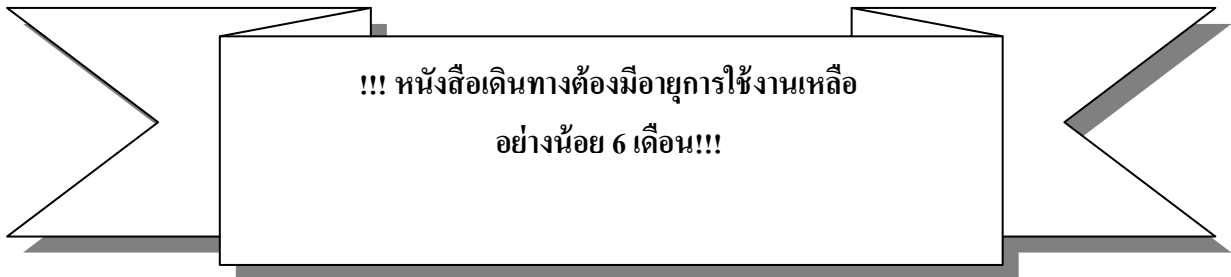 !!! หนังสือเดินทางต้องมีอายุการใช้งานเหลือ
อย่างน้อย 6 เดือน!!!